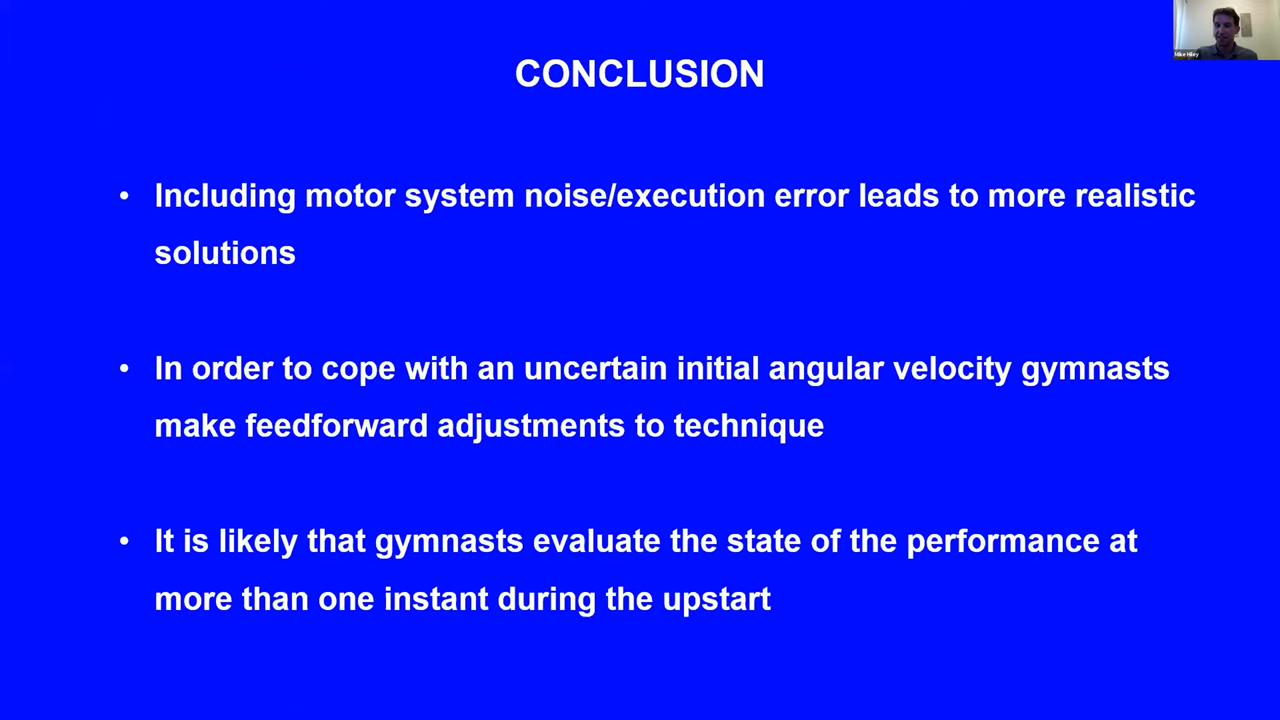 Mike Hiley
CONCLUSION
• Including motor system noise/execution error leads to more realistic
solutions
• In order to cope with an uncertain initial angular velocity gymnasts
make feedforward adjustments to technique
• It is likely that gymnasts evaluate the state of the performance at
more than one instant during the upstart